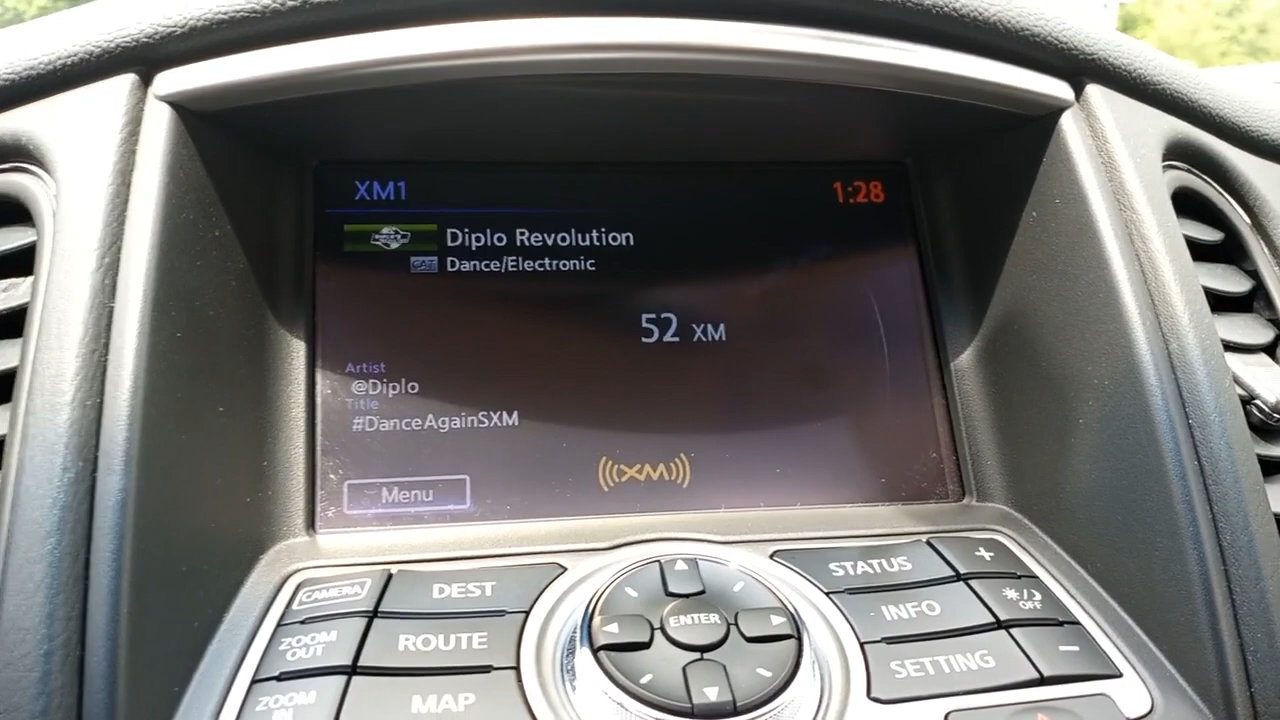 XM1
1:28
Diplo Revolution
CAT Dance/Electronic
52 XM
Artist
@Diplo
Title
#DanceAgainSXM
((XM))
Menu
CAMERA
DEST
STATUS
+
ZOOM OUT
ROUTE
ENTER
INFO
OFF
ZOOM IN
MAP
SETTING
-